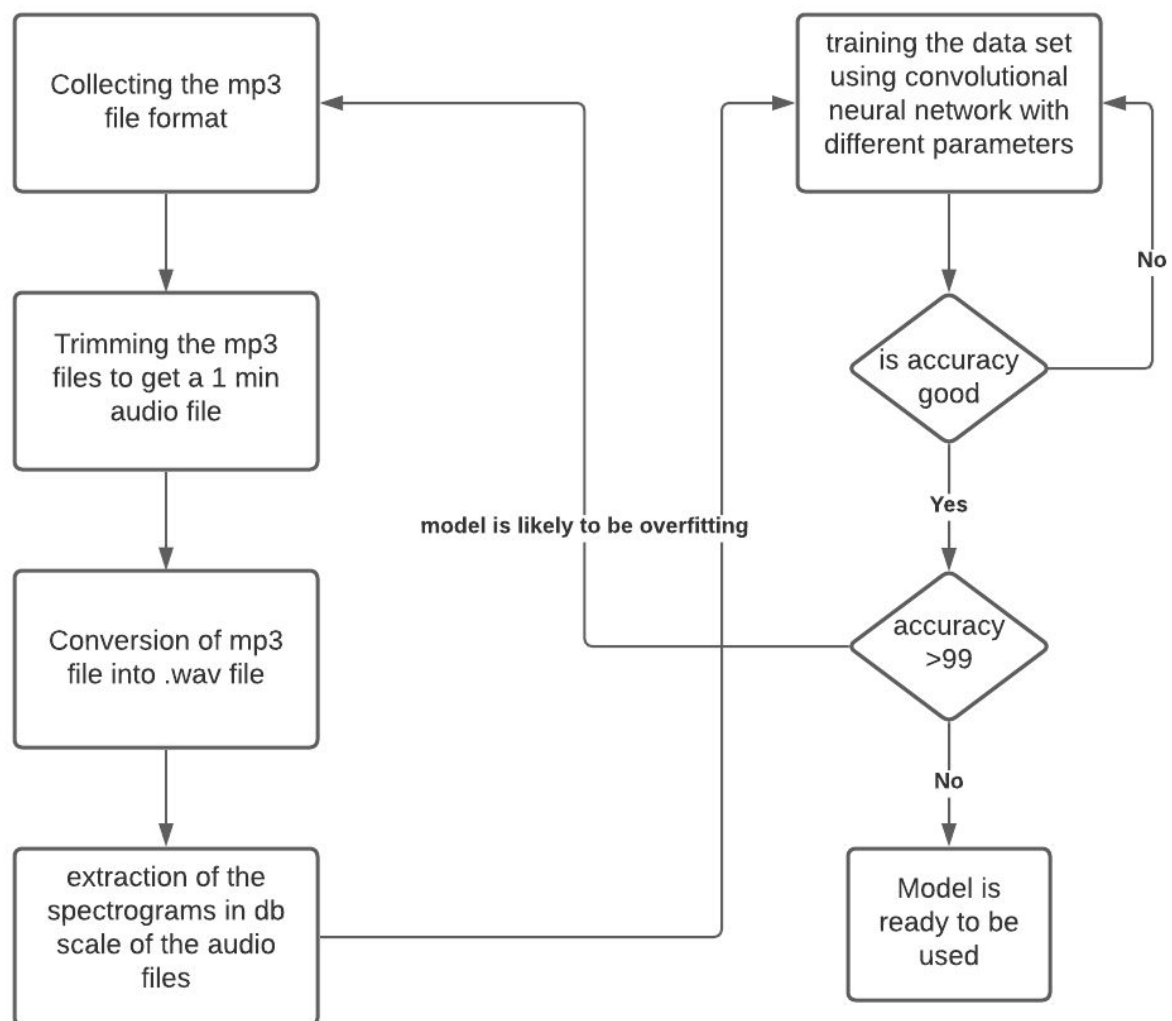 Collecting the mp3
file format
Trimming the mp3
files to get a 1 min
audio file
Conversion of mp3
file into .wav file
extraction of the
spectrograms in db
scale of the audio
files
model is likely to be overfitting
training the data set
using convolutional
neural network with
different parameters
No
is accuracy
good
Yes
accuracy
>99
No
Model is
ready to be
used